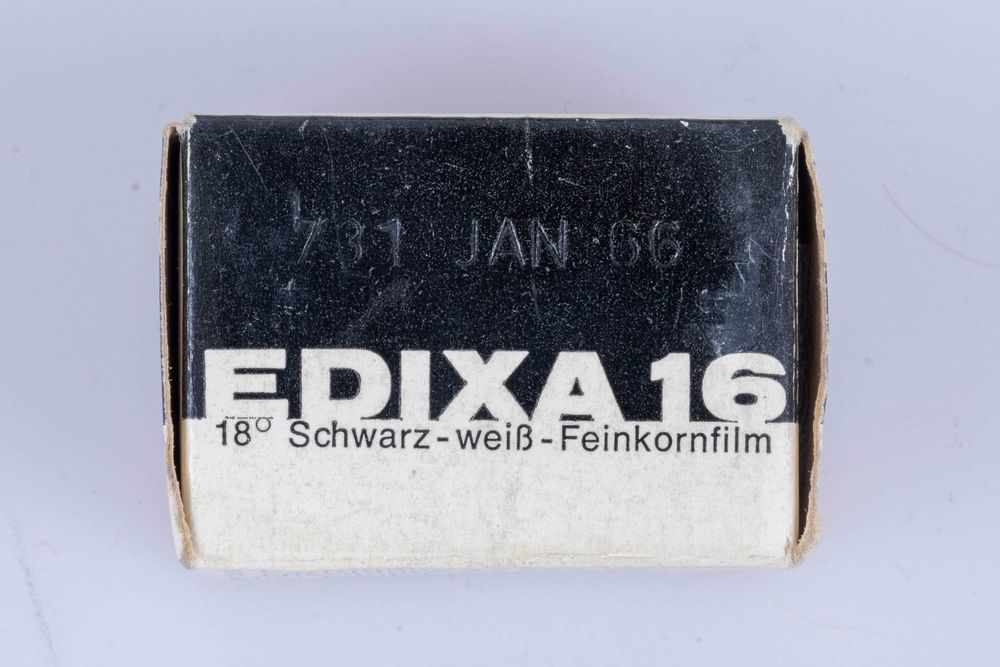 731 JAN 66
EDIXA 16
18° Schwarz-weiß-Feinkornfilm